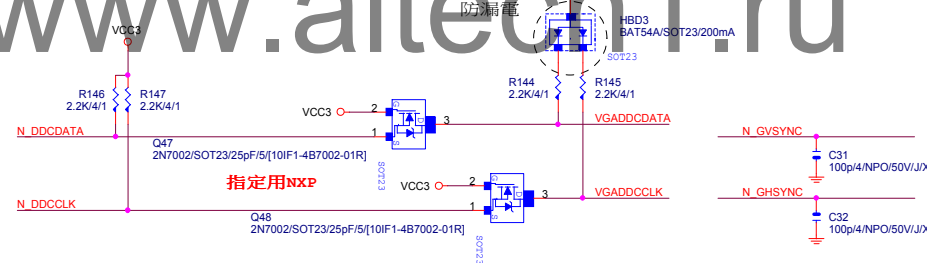 www.aitech1.ru
防漏電
HBD3
BAT54A/SOT23/200mA
SOT23
VCC3
R146
2.2K/4/1
R147
2.2K/4/1
R144
2.2K/4/1
R145
2.2K/4/1
VCC3
2
G
D
S
1
3
N_DDCDATA
VGADDCDATA
N_GVSYNC
Q47
2N7002/SOT23/25pF/5/[10IF1-4B7002-01R]
SOT23
C31
100p/4/NPO/50V/J/X
指定用NXP
VCC3
2
G
D
S
1
3
N_DDCCLK
VGADDCCLK
N_GHSYNC
Q48
2N7002/SOT23/25pF/5/[10IF1-4B7002-01R]
SOT23
C32
100p/4/NPO/50V/J/X